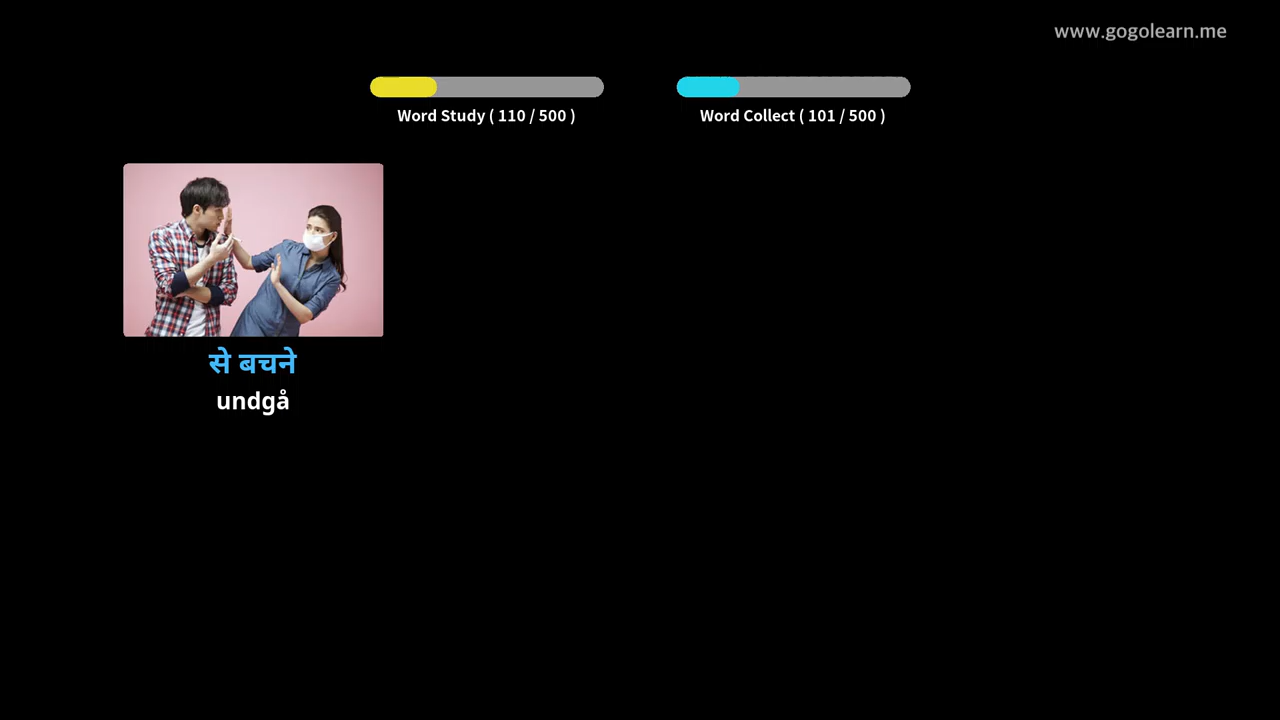 www.gogolearn.me
Word Study ( 110 / 500 )
Word Collect ( 101 / 500 )
से बचने
undgå